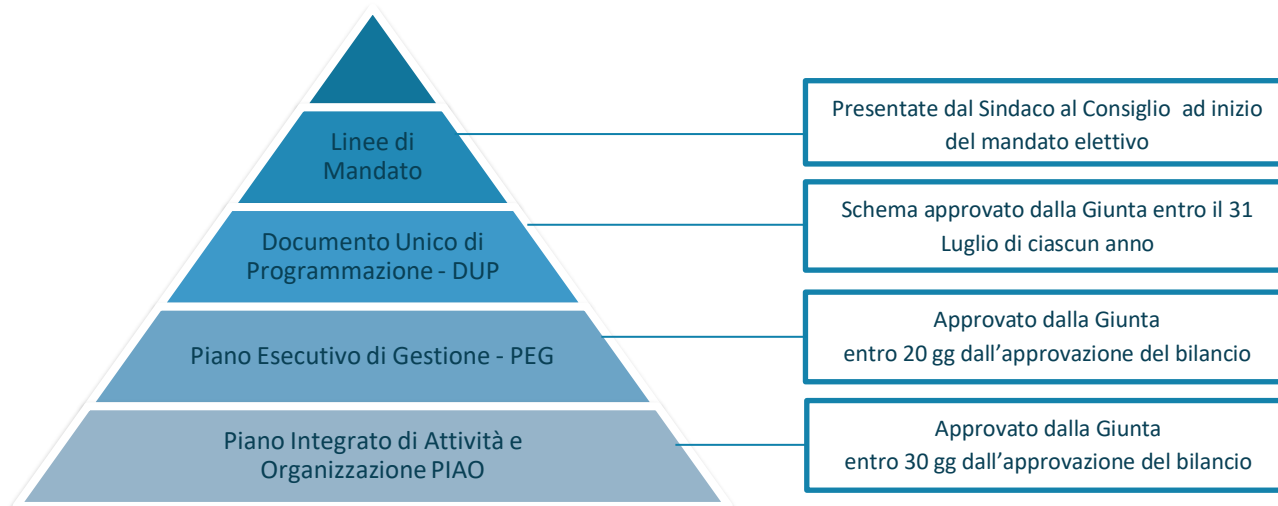 Linee di
Mandato
Presentate dal Sindaco al Consiglio ad inizio
del mandato elettivo
Documento Unico di
Programmazione - DUP
Schema approvato dalla Giunta entro il 31
Luglio di ciascun anno
Piano Esecutivo di Gestione - PEG
Approvato dalla Giunta
entro 20 gg dall’approvazione del bilancio
Piano Integrato di Attività e
Organizzazione PIAO
Approvato dalla Giunta
entro 30 gg dall’approvazione del bilancio